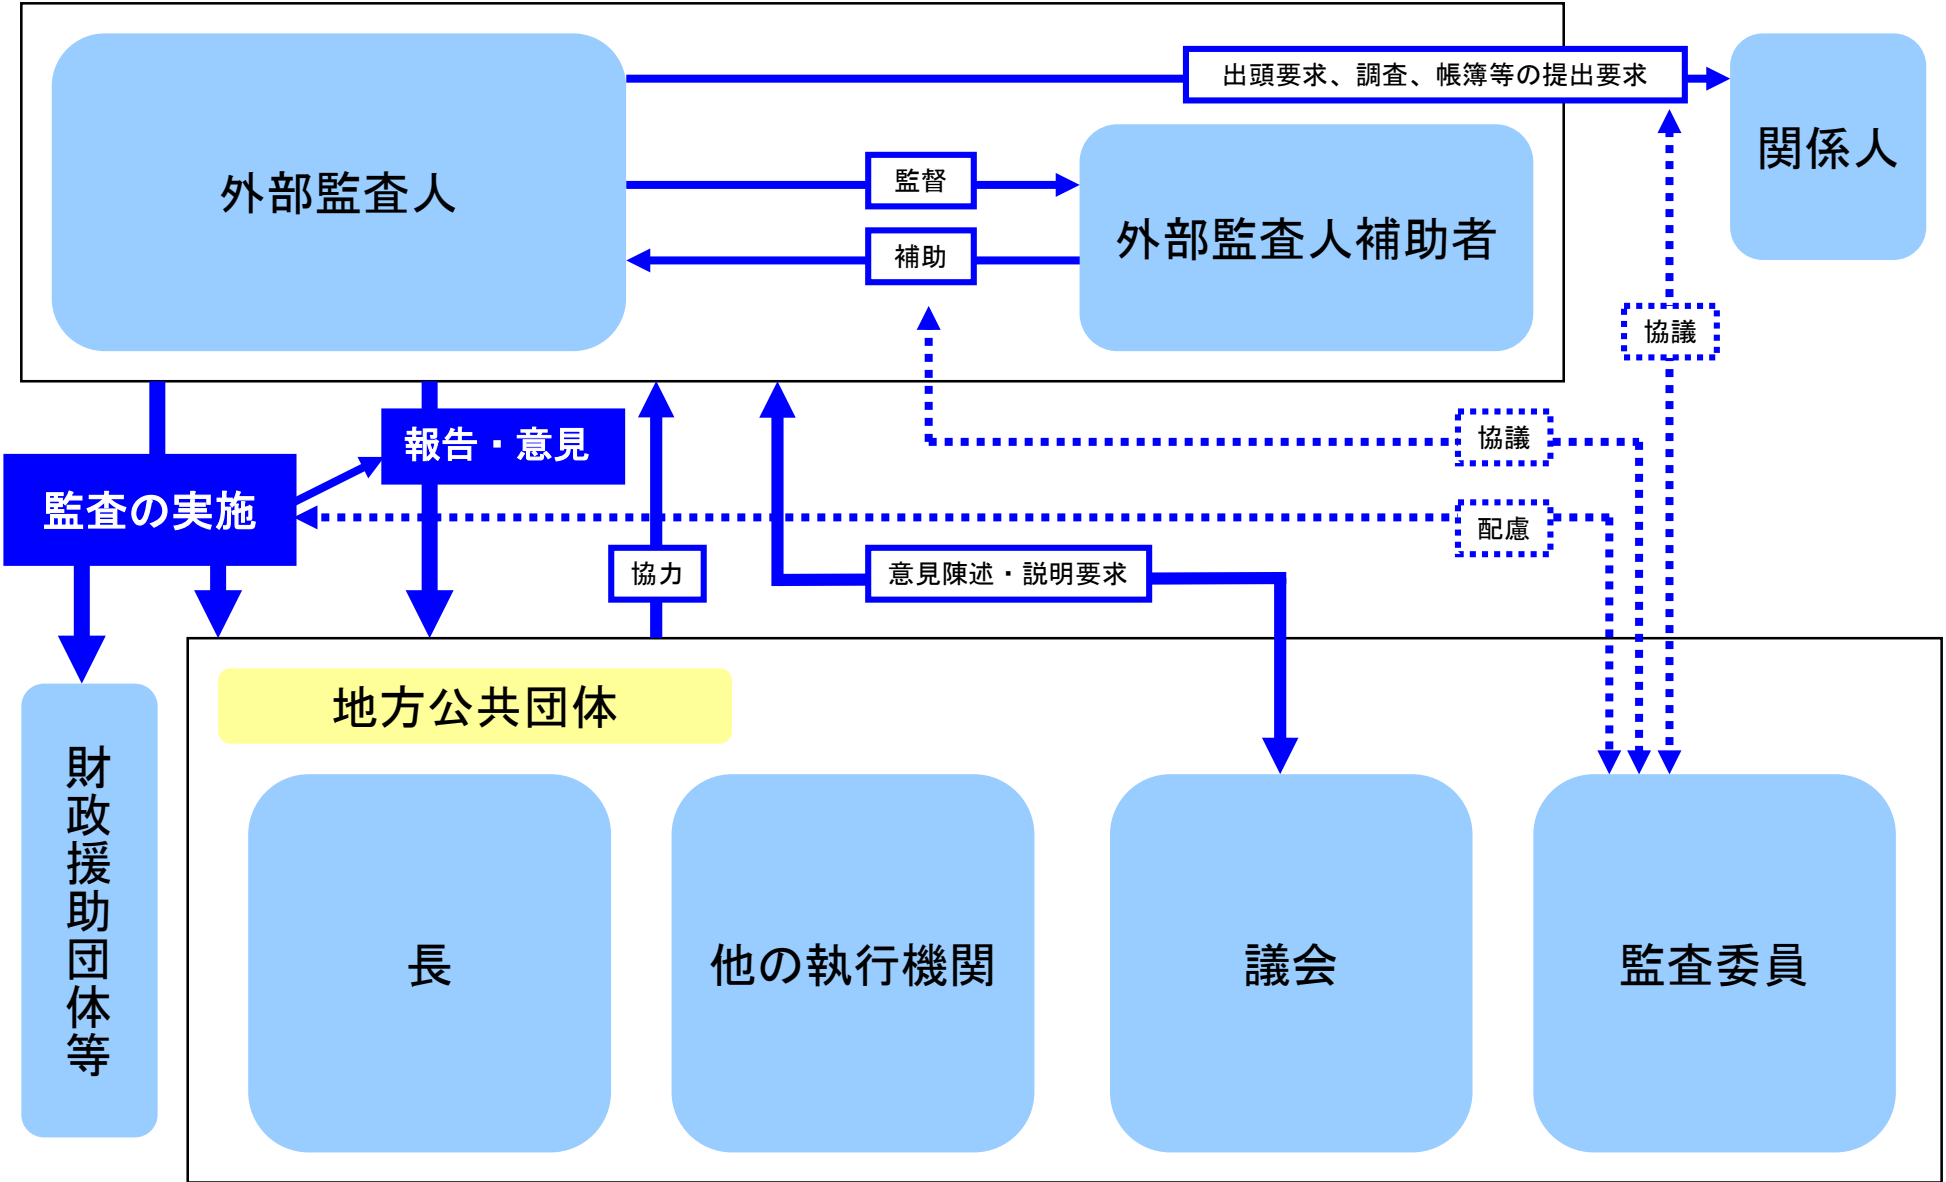 出頭要求、調査、帳簿等の提出要求
関係人
外部監査人
監督
補助
外部監査人補助者
協議
報告・意見
協議
監査の実施
配慮
協力
意見陳述・説明要求
地方公共団体
財政援助団体等
長
他の執行機関
議会
監査委員